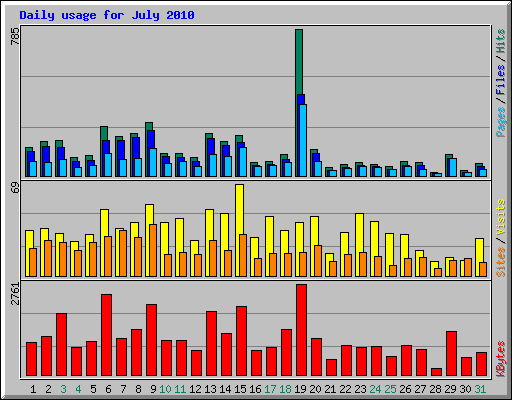 Daily usage for July 2010
785
Pages / Files / Hits
69
Sites / Visits
2761
KBytes
1 2 3 4 5 6 7 8 9 10 11 12 13 14 15 16 17 18 19 20 21 22 23 24 25 26 27 28 29 30 31